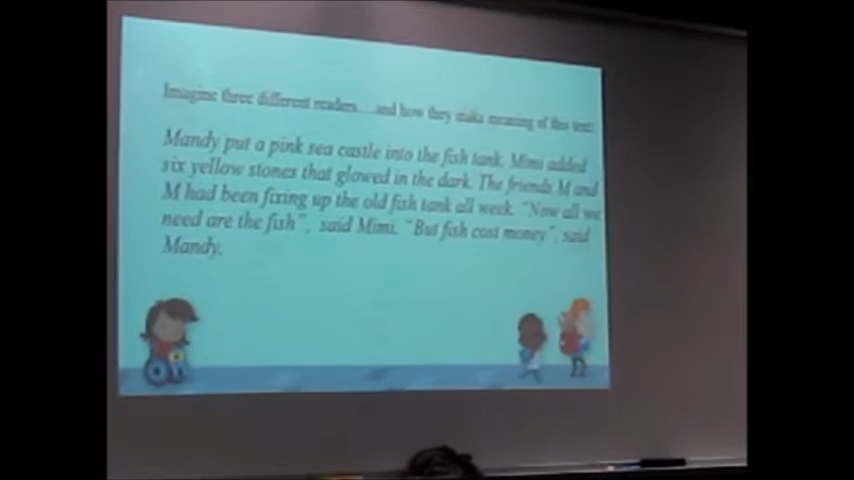 Imagine three different readers....and how they make meaning of this text:
Mandy put a pink sea castle into the fish tank. Mimi added
six yellow stones that glowed in the dark. The friends M and
M had been fixing up the old fish tank all week. "Now all we
need are the fish", said Mimi. "But fish cost money", said
Mandy.